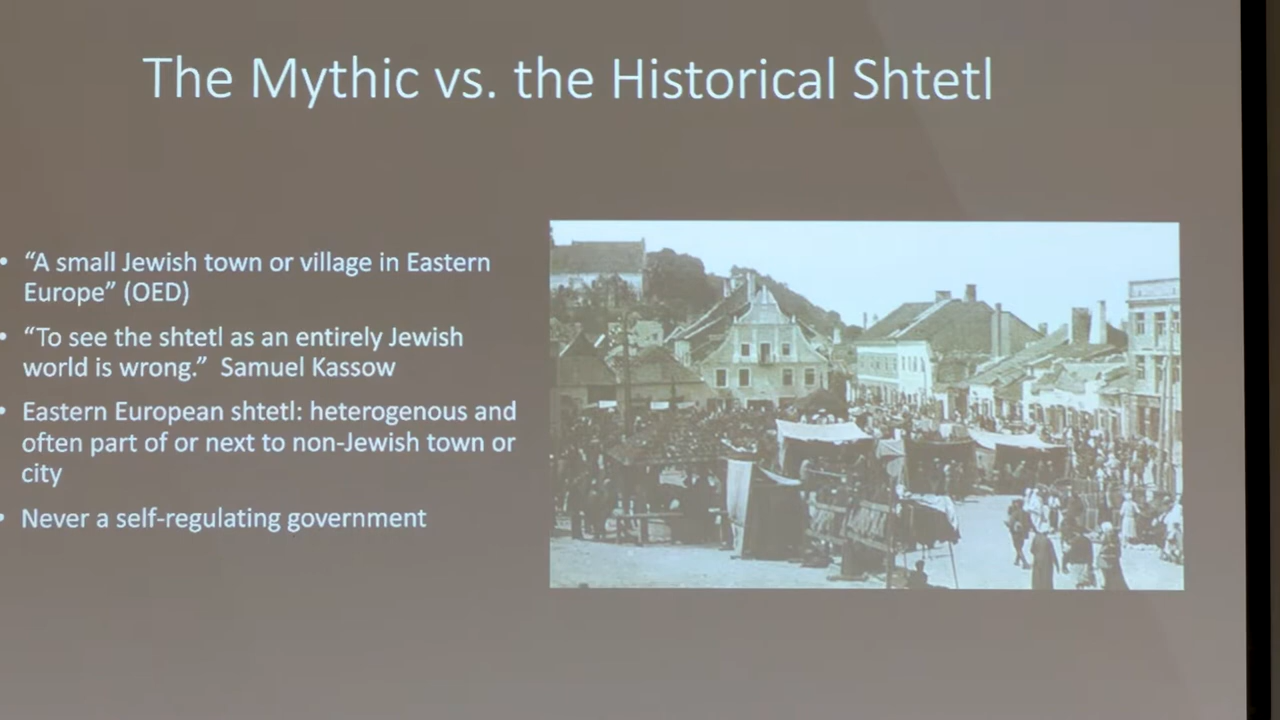 The Mythic vs. the Historical Shtetl
• “A small Jewish town or village in Eastern
Europe” (OED)
• “To see the shtetl as an entirely Jewish
world is wrong.” Samuel Kassow
• Eastern European shtetl: heterogenous and
often part of or next to non-Jewish town or
city
• Never a self-regulating government